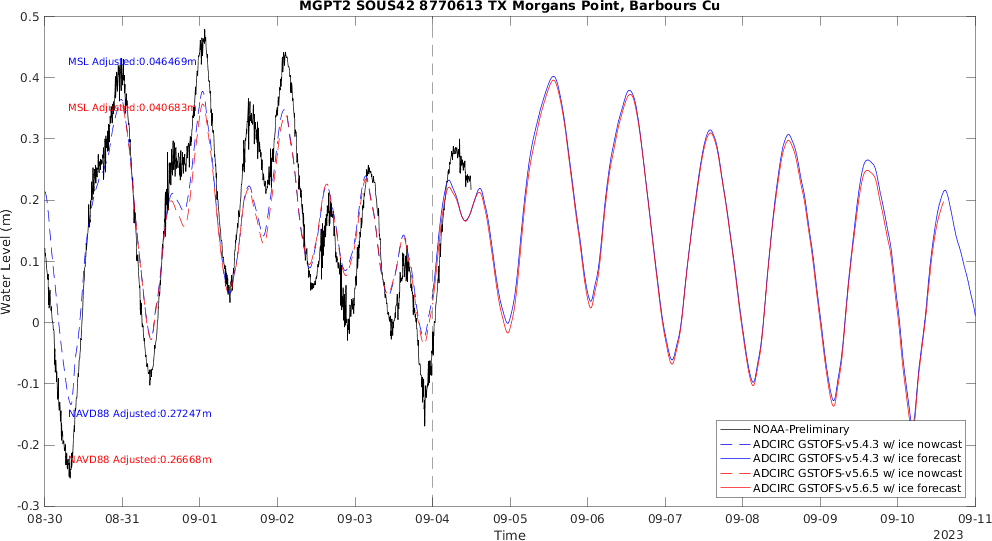 MGPT2 SOUS42 8770613 TX Morgans Point, Barbours Cu
0.5
0.4
0.3
0.2
0.1
0
-0.1
-0.2
-0.3
Water Level (m)
MSL Adjusted:0.046469m
MSL Adjusted:0.040683m
NAVD88 Adjusted:0.27247m
NAVD88 Adjusted:0.26668m
NOAA-Preliminary
ADCIRC GSTOFS-v5.4.3 w/ ice nowcast
ADCIRC GSTOFS-v5.4.3 w/ ice forecast
ADCIRC GSTOFS-v5.6.5 w/ ice nowcast
ADCIRC GSTOFS-v5.6.5 w/ ice forecast
08-30 08-31 09-01 09-02 09-03 09-04 09-05 09-06 09-07 09-08 09-09 09-10 09-11
Time
2023